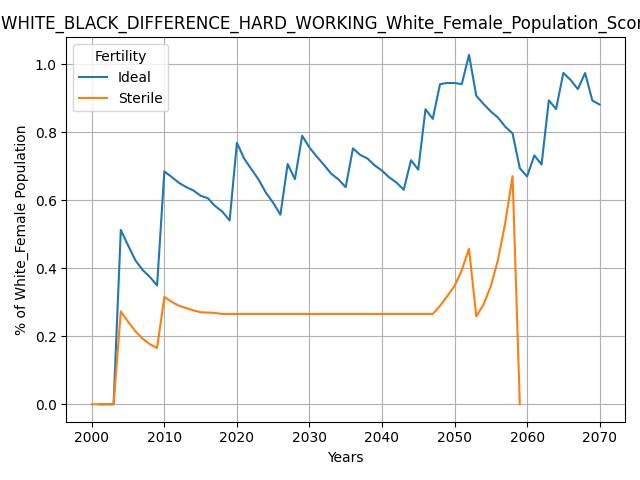 WHITE_BLACK_DIFFERENCE_HARD_WORKING_White_Female_Population_Scor
Fertility
Ideal
Sterile
% of White_Female Population
1.0
0.8
0.6
0.4
0.2
0.0
2000 2010 2020 2030 2040 2050 2060 2070
Years